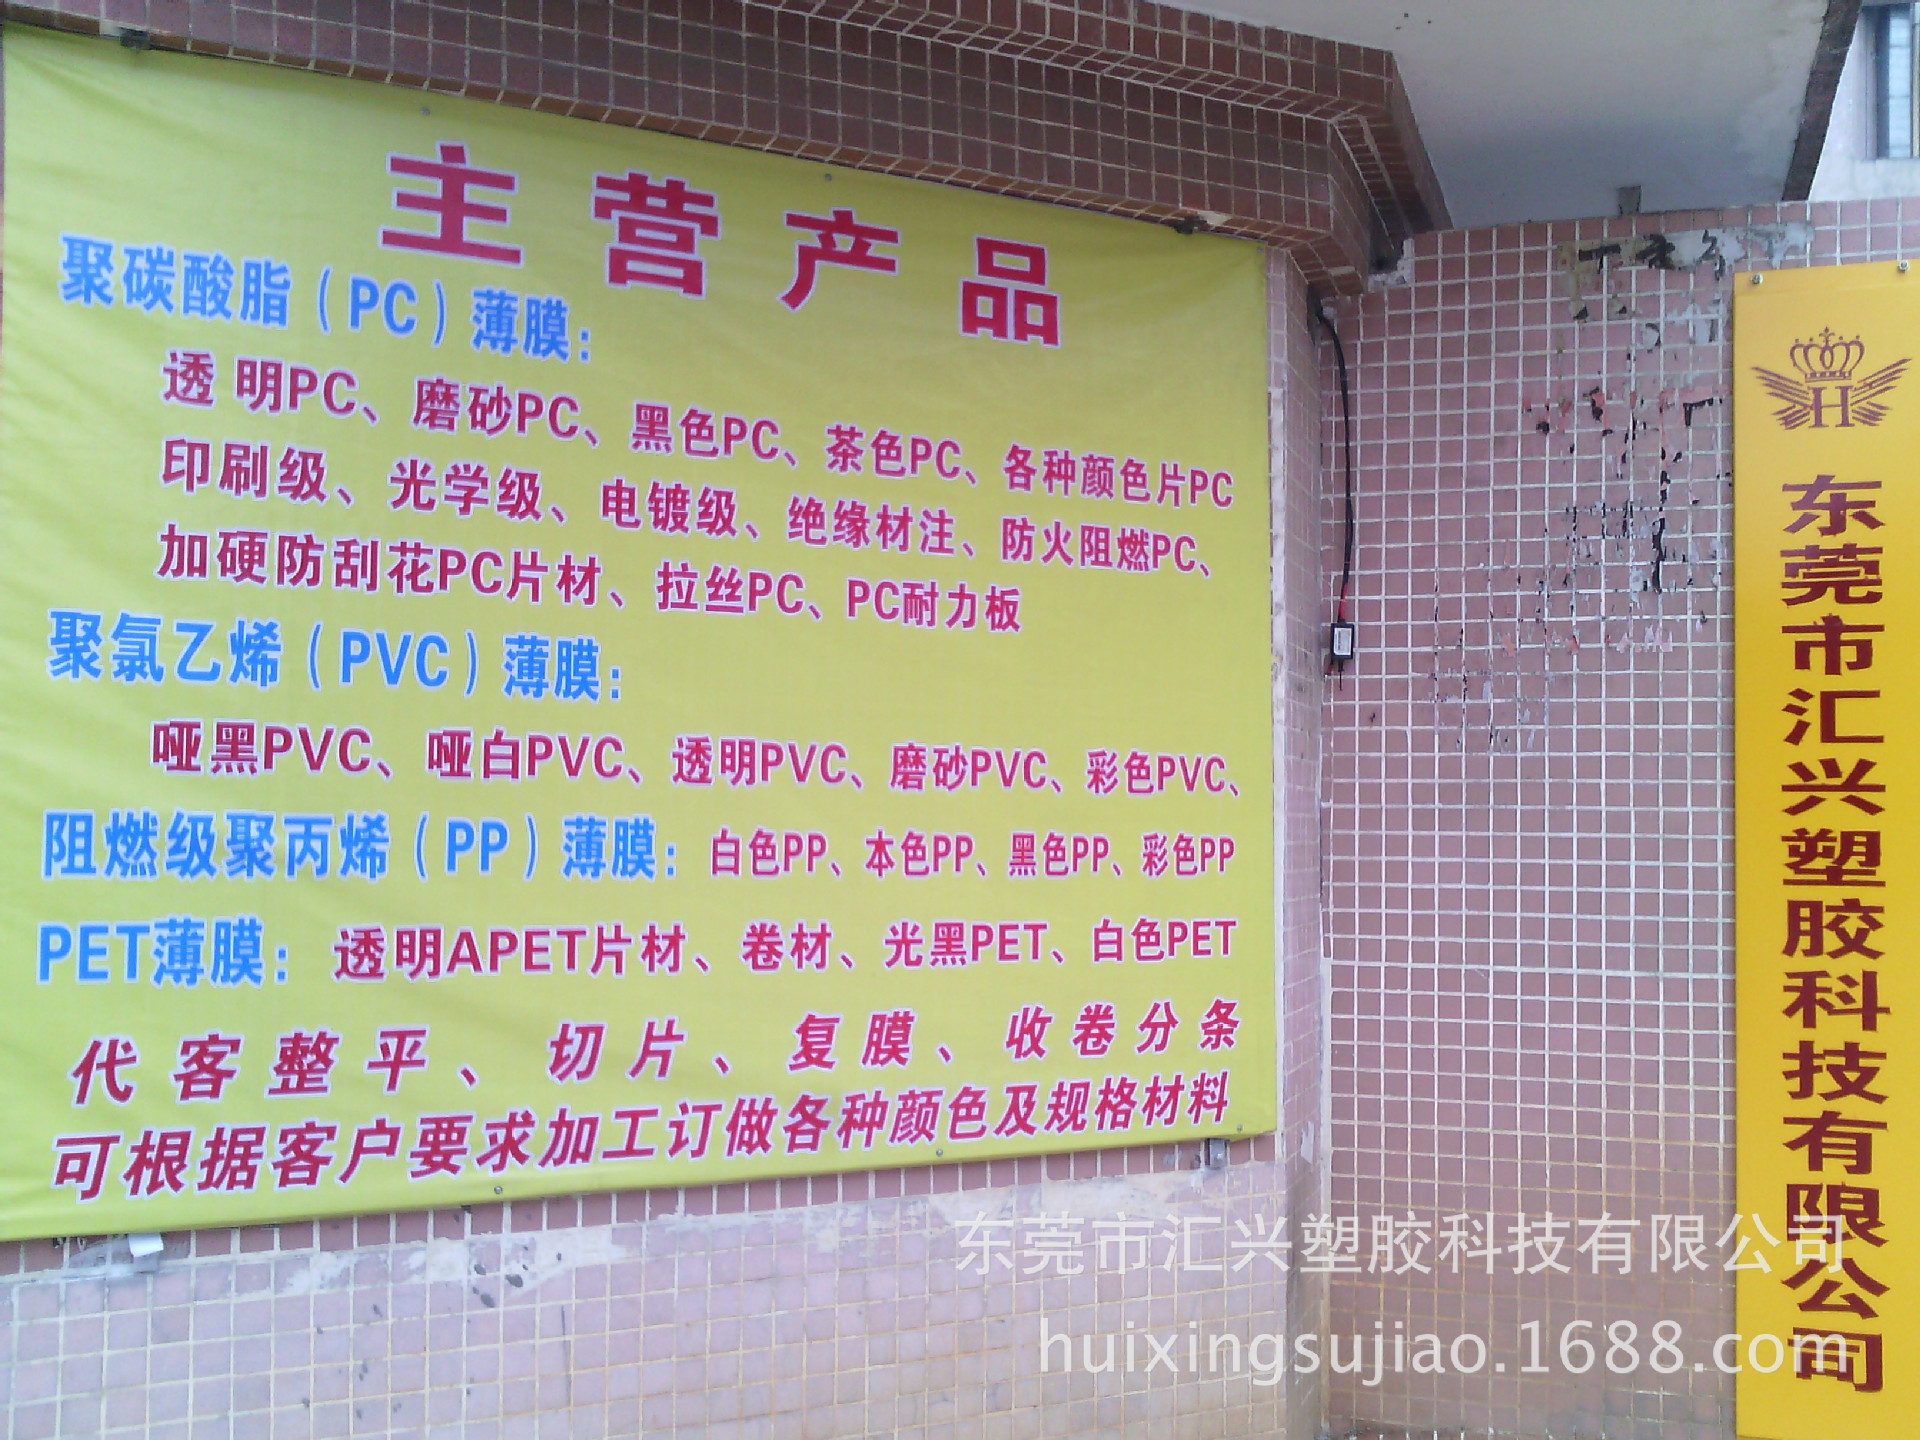 主营产品
聚碳酸脂（PC）薄膜：
透 明PC、磨砂PC、黑色PC、茶色PC、各种颜色片PC
印刷级、光学级、电镀级、绝缘材注、防火阻燃PC、
加硬防刮花PC片材、拉丝PC、PC耐力板
聚氯乙烯（PVC）薄膜：
哑黑PVC、哑白PVC、透明PVC、磨砂PVC、彩色PVC、
阻燃级聚丙烯（PP）薄膜：白色PP、本色PP、黑色PP、彩色PP
PET薄膜：透明APET片材、卷材、光黑PET、白色PET
代客整平、切片、复膜、收卷分条
可根据客户要求加工订做各种颜色及规格材料
H
东莞市汇兴塑胶科技有限公司
东莞市汇兴塑胶科技有限公司
huixingsujiao.1688.com